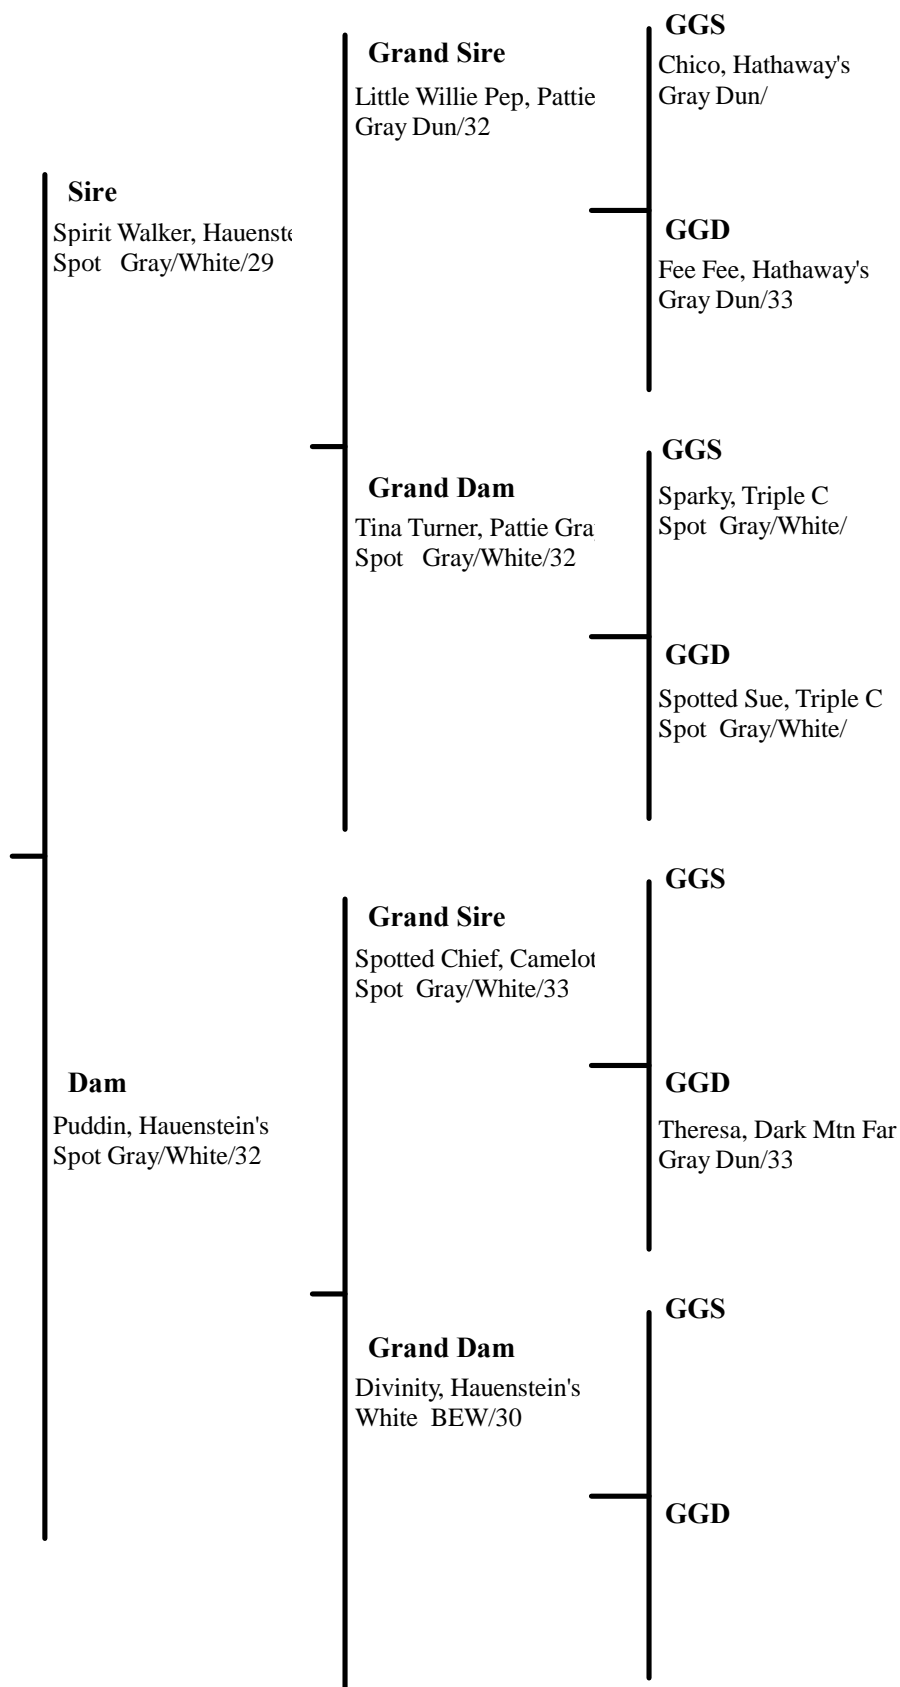 GGS
Grand Sire
Chico, Hathaway's
Gray Dun/
Little Willie Pep, Pattie
Gray Dun/32
Sire
GGD
Spirit Walker, Hauenste
Spot Gray/White/29
Fee Fee, Hathaway's
Gray Dun/33
GGS
Grand Dam
Sparky, Triple C
Spot Gray/White/
Tina Turner, Pattie Gra
Spot Gray/White/32
GGD
Spotted Sue, Triple C
Spot Gray/White/
GGS
Grand Sire
Spotted Chief, Camelot
Spot Gray/White/33
Dam
GGD
Puddin, Hauenstein's
Spot Gray/White/32
Theresa, Dark Mtn Far
Gray Dun/33
GGS
Grand Dam
Divinity, Hauenstein's
White BEW/30
GGD